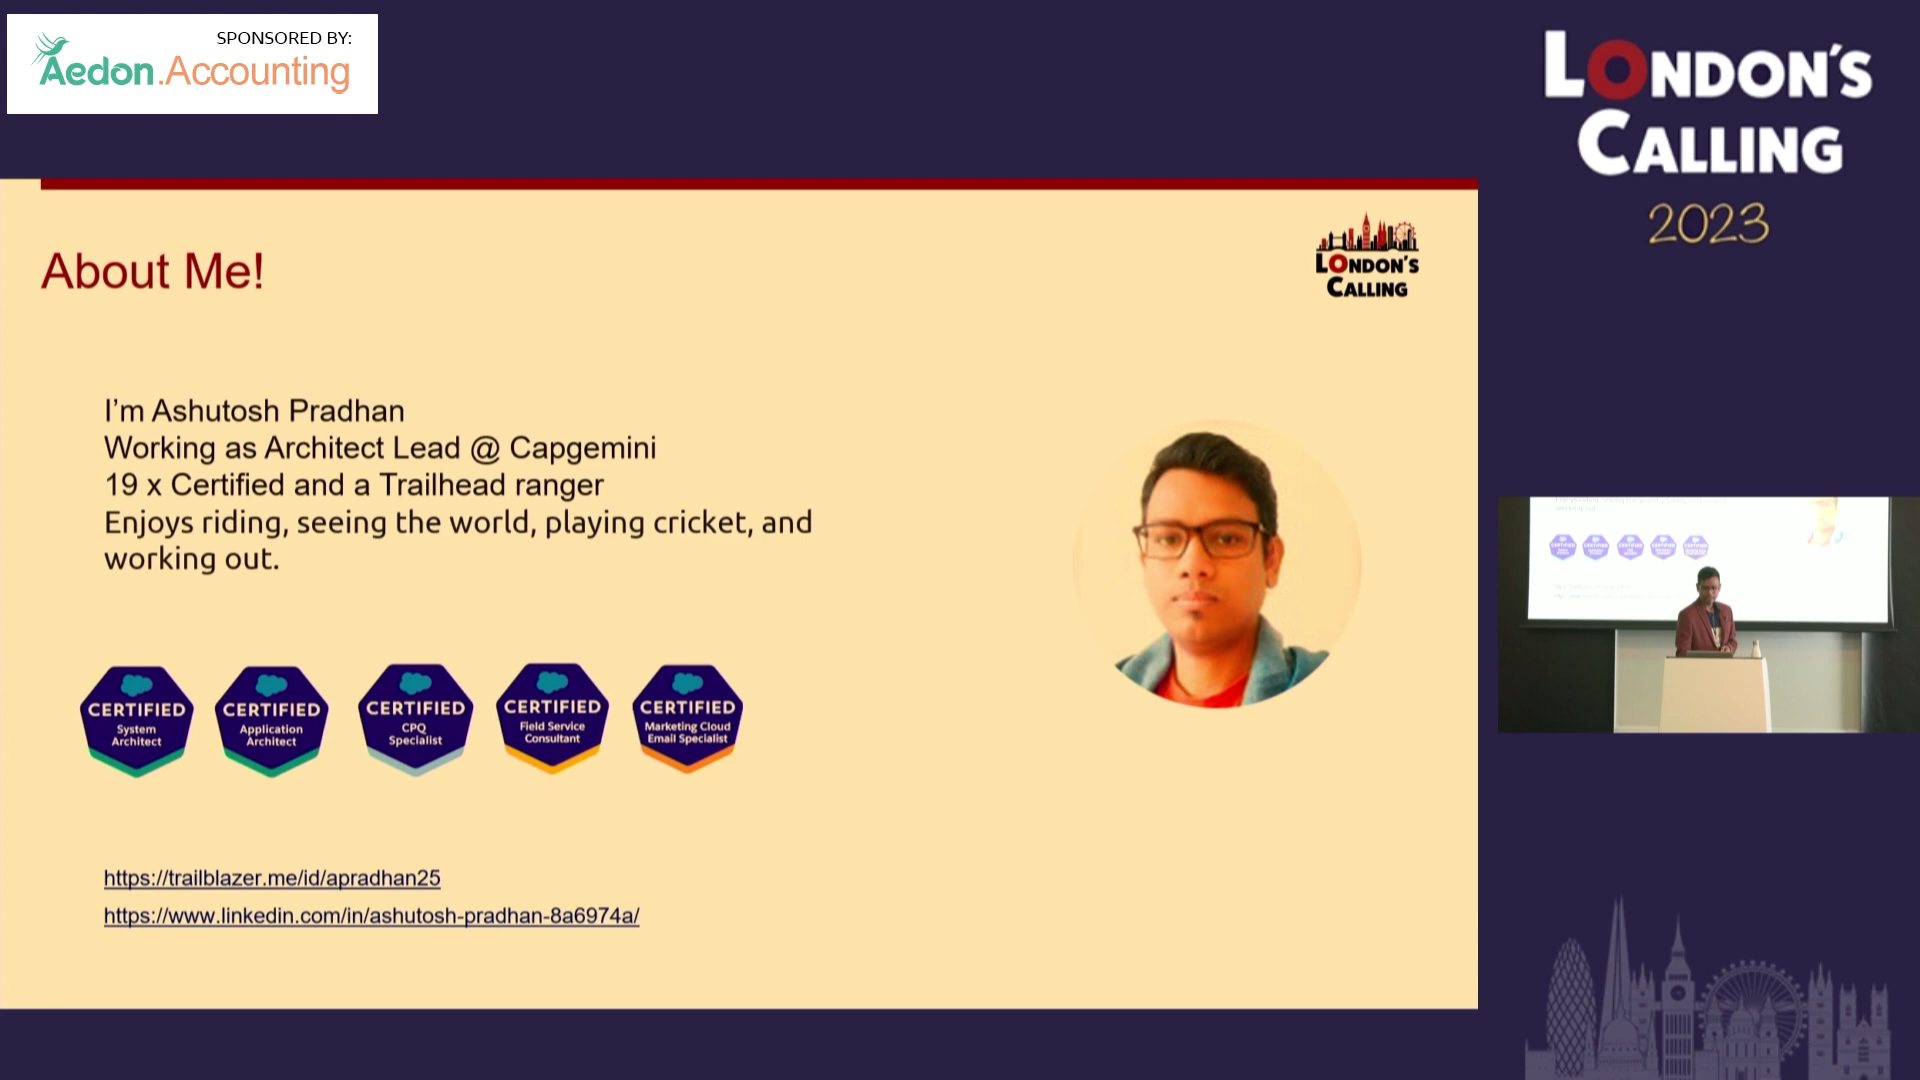 SPONSORED BY:
Aedon.Accounting
LONDON'S
CALLING
2023
About Me!
LONDON'S
CALLING
I'm Ashutosh Pradhan
Working as Architect Lead @ Capgemini
19 x Certified and a Trailhead ranger
Enjoys riding, seeing the world, playing cricket, and
working out.
CERTIFIED
System
Architect
CERTIFIED
Application
Architect
CERTIFIED
CPQ
Specialist
CERTIFIED
Field Service
Consultant
CERTIFIED
Marketing Cloud
Email Specialist
https://trailblazer.me/id/apradhan25
https://www.linkedin.com/in/ashutosh-pradhan-8a6974a/